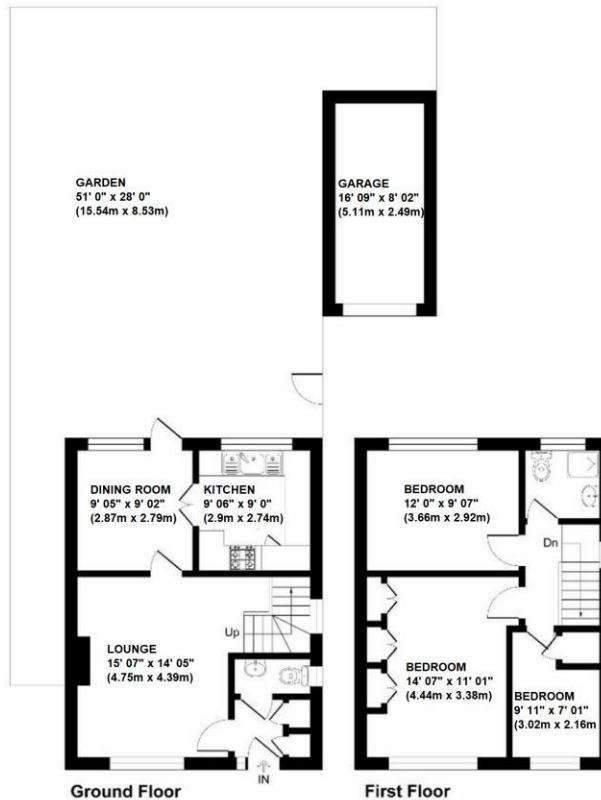 GARDEN
51' 0" x 28' 0"
(15.54m x 8.53m)
GARAGE
16' 09" x 8' 02"
(5.11m x 2.49m)
DINING ROOM
9' 05" x 9' 02"
(2.87m x 2.79m)
KITCHEN
9' 06" x 9' 0"
(2.9m x 2.74m)
LOUNGE
15' 07" x 14' 05"
(4.75m x 4.39m)
Up
IN
Ground Floor
BEDROOM
12' 0" x 9' 07"
(3.66m x 2.92m)
Dn
BEDROOM
14' 07" x 11' 01"
(4.44m x 3.38m)
BEDROOM
9' 11" x 7' 01"
(3.02m x 2.16m
First Floor